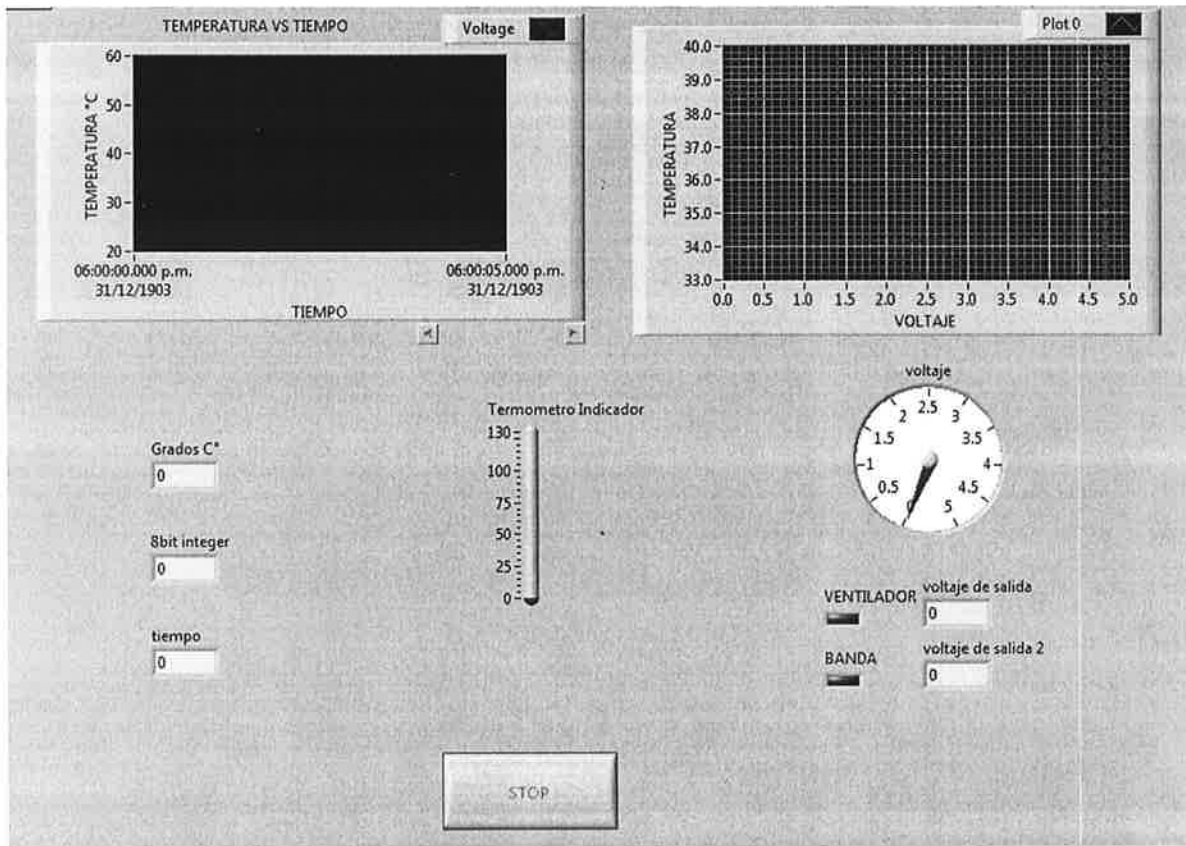 TEMPERATURA VS TIEMPO
Voltage
TEMPERATURA °C
60
50
40
30
20
06:00:00.000 p.m.
31/12/1903
06:00:05.000 p.m.
31/12/1903
TIEMPO
Plot 0
TEMPERATURA
40.0
39.0
38.0
37.0
36.0
35.0
34.0
33.0
0.0 0.5 1.0 1.5 2.0 2.5 3.0 3.5 4.0 4.5 5.0
VOLTAJE
Grados C°
0
8bit integer
0
tiempo
0
Termometro Indicador
130
100
75
50
25
0
voltaje
0 0.5 1 1.5 2 2.5 3 3.5 4 4.5 5
VENTILADOR
voltaje de salida
0
BANDA
voltaje de salida 2
0
STOP